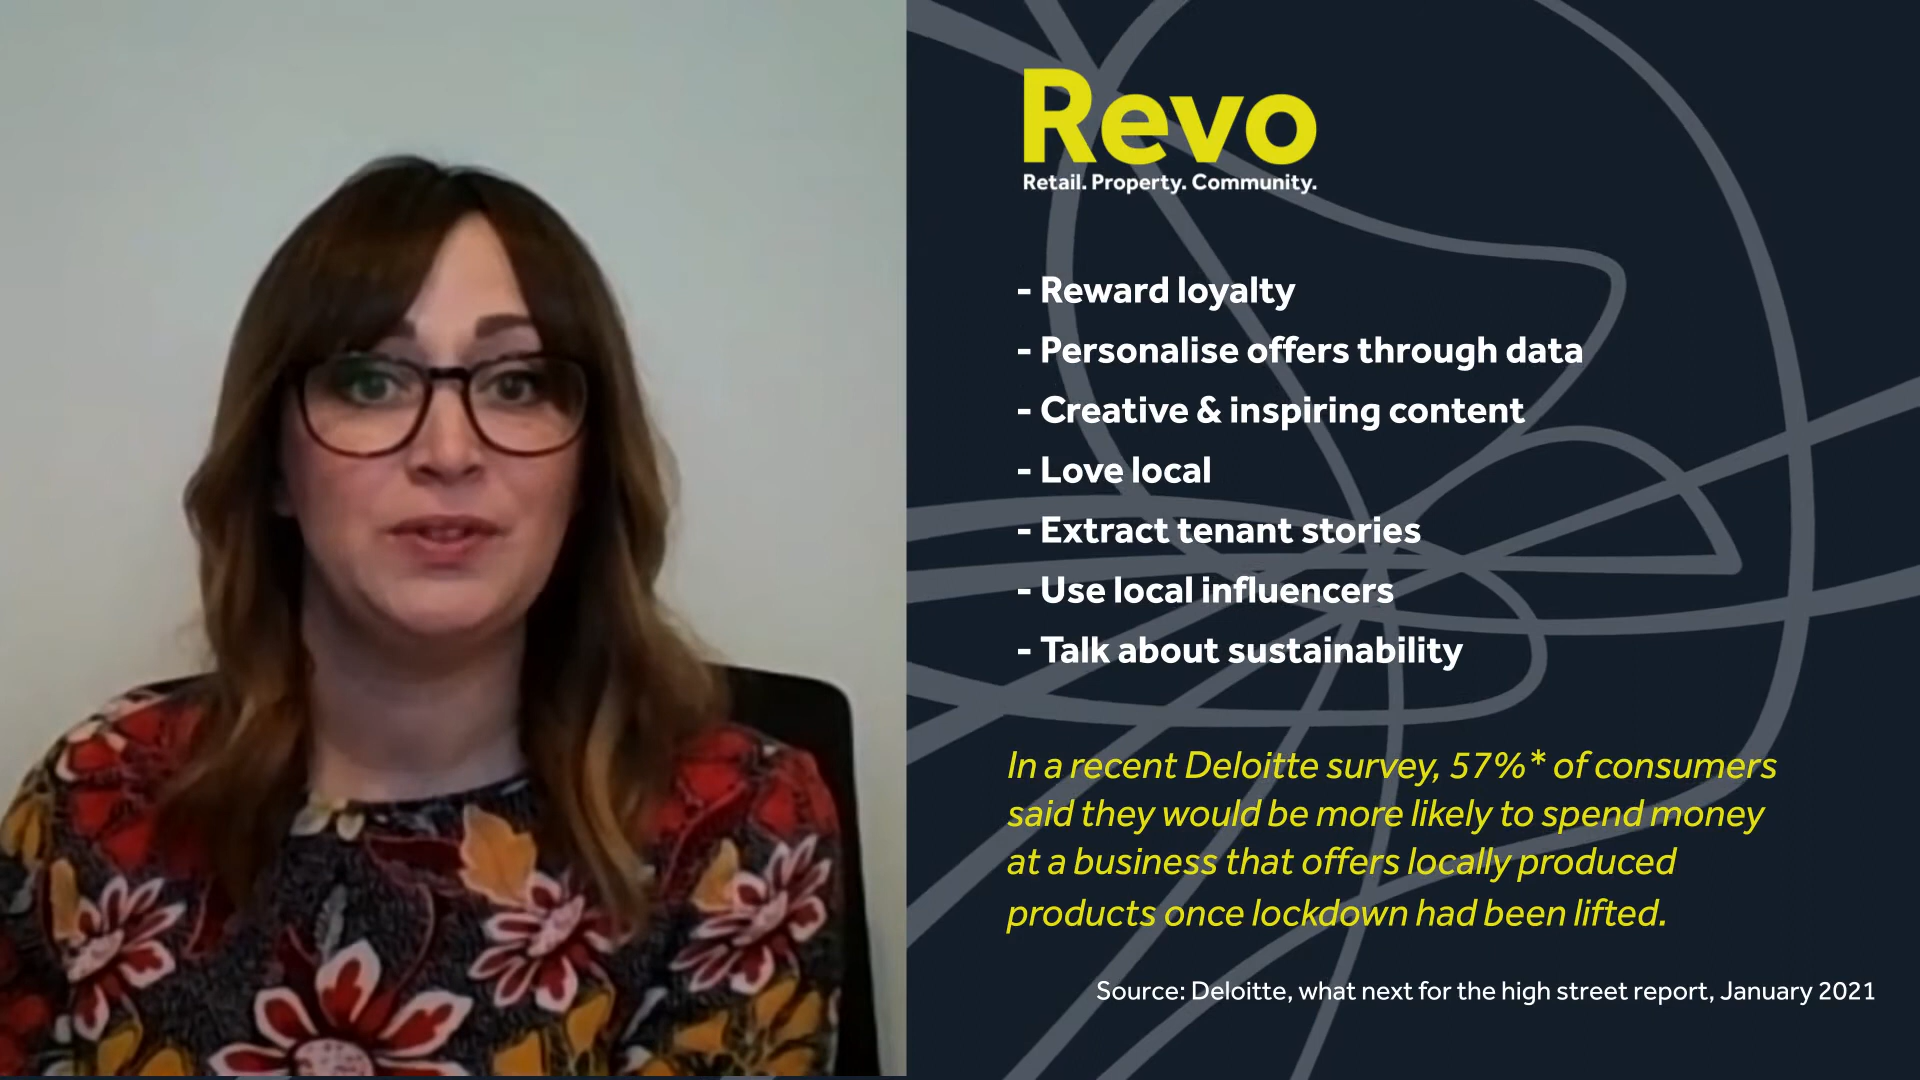 Revo
Retail. Property. Community.
- Reward loyalty
- Personalise offers through data
- Creative & inspiring content
- Love local
- Extract tenant stories
- Use local influencers
- Talk about sustainability
In a recent Deloitte survey, 57%* of consumers
said they would be more likely to spend money
at a business that offers locally produced
products once lockdown had been lifted.
Source: Deloitte, what next for the high street report, January 2021